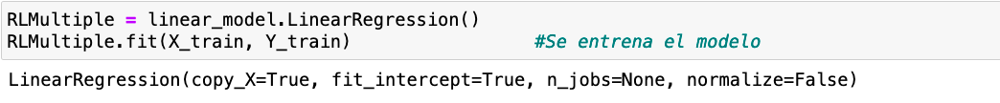 RLMultiple = linear_model.LinearRegression()
RLMultiple.fit(X_train, Y_train) #Se entrena el modelo
LinearRegression(copy_X=True, fit_intercept=True, n_jobs=None, normalize=False)